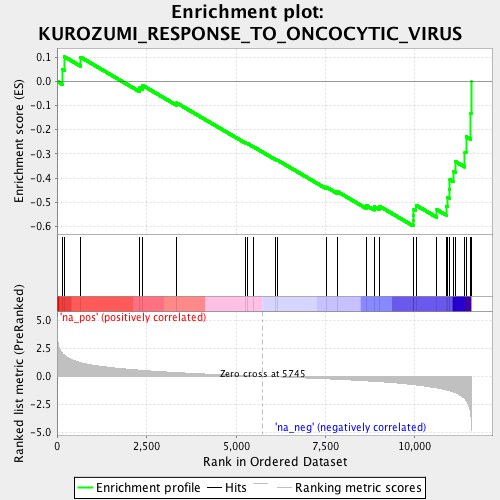 Enrichment plot:
KUROZUMI_RESPONSE_TO_ONCOCYTIC_VIRUS
Enrichment score (ES)
0.1
0.0
-0.1
-0.2
-0.3
-0.4
-0.5
-0.6
'na_pos' (positively correlated)
Ranked list metric (PreRanked)
5.0
2.5
0.0
-2.5
-5.0
Zero cross at 5745
'na_neg' (negatively correlated)
0
2,500
5,000
7,500
10,000
Rank in Ordered Dataset
Enrichment profile
Hits
Ranking metric scores